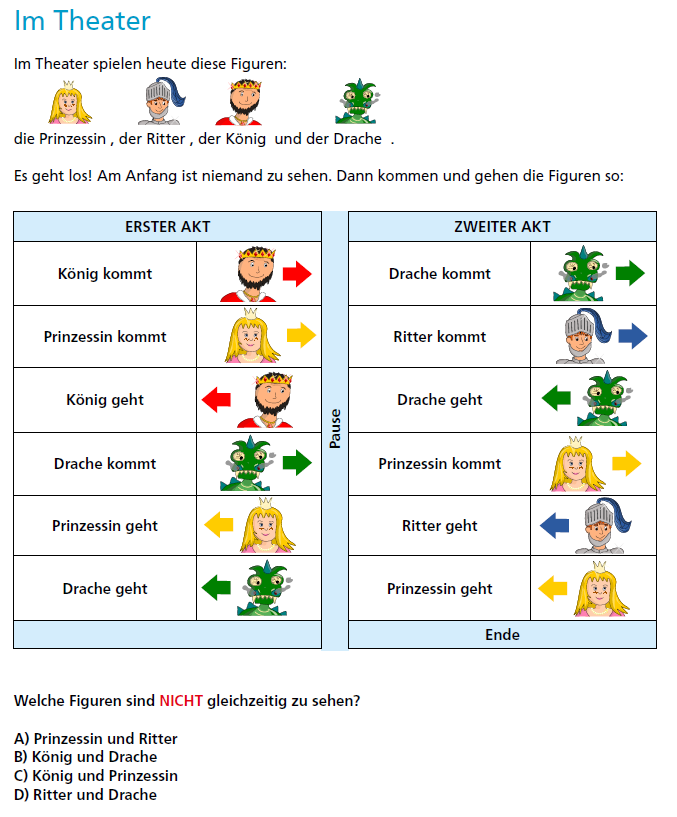 Im Theater
Im Theater spielen heute diese Figuren:
die Prinzessin , der Ritter , der König und der Drache .
Es geht los! Am Anfang ist niemand zu sehen. Dann kommen und gehen die Figuren so:
ERSTER AKT
König kommt
Prinzessin kommt
König geht
Drache kommt
Prinzessin geht
Drache geht
Pause
ZWEITER AKT
Drache kommt
Ritter kommt
Drache geht
Prinzessin kommt
Ritter geht
Prinzessin geht
Ende
Welche Figuren sind NICHT gleichzeitig zu sehen?
A) Prinzessin und Ritter
B) König und Drache
C) König und Prinzessin
D) Ritter und Drache